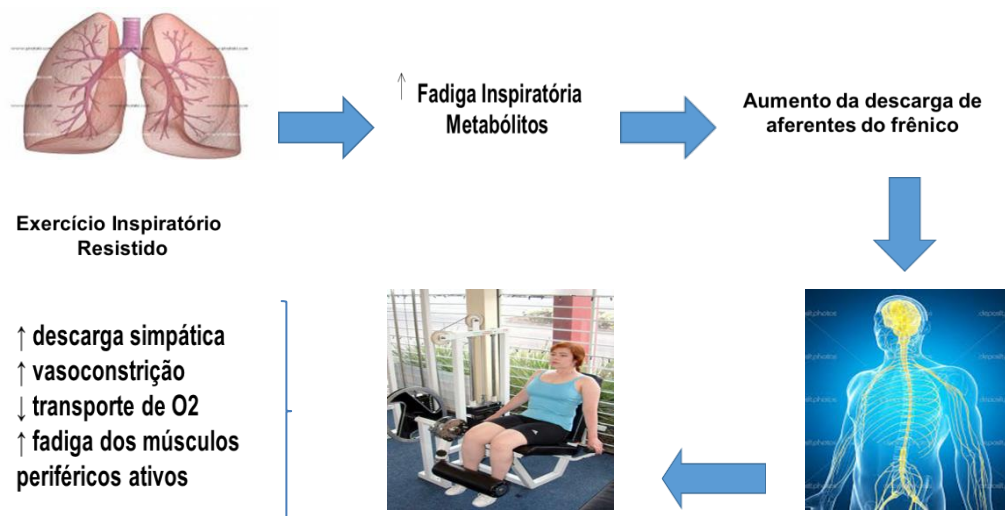 ↑ Fadiga Inspiratória
Metabólitos
Aumento da descarga de
aferentes do frênico
Exercício Inspiratório
Resistido
↑ descarga simpática
↑ vasoconstrição
↓ transporte de O2
↑ fadiga dos músculos
periféricos ativos